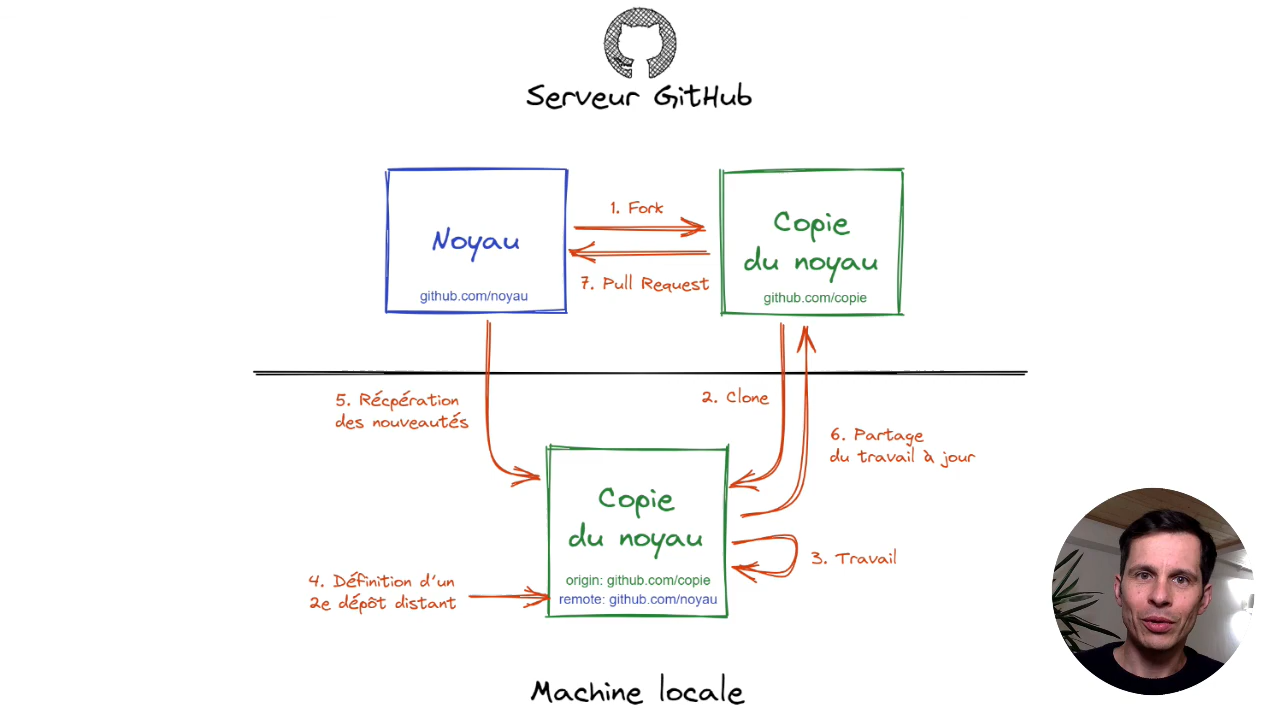 Serveur GitHub
Noyau
github.com/noyau
1. Fork
7. Pull Request
Copie
du noyau
github.com/copie
5. Récpération
des nouveautés
2. Clone
6. Partage
du travail à jour
Copie
du noyau
origin: github.com/copie
remote: github.com/noyau
3. Travail
4. Définition d'un
2e dépôt distant
Machine locale